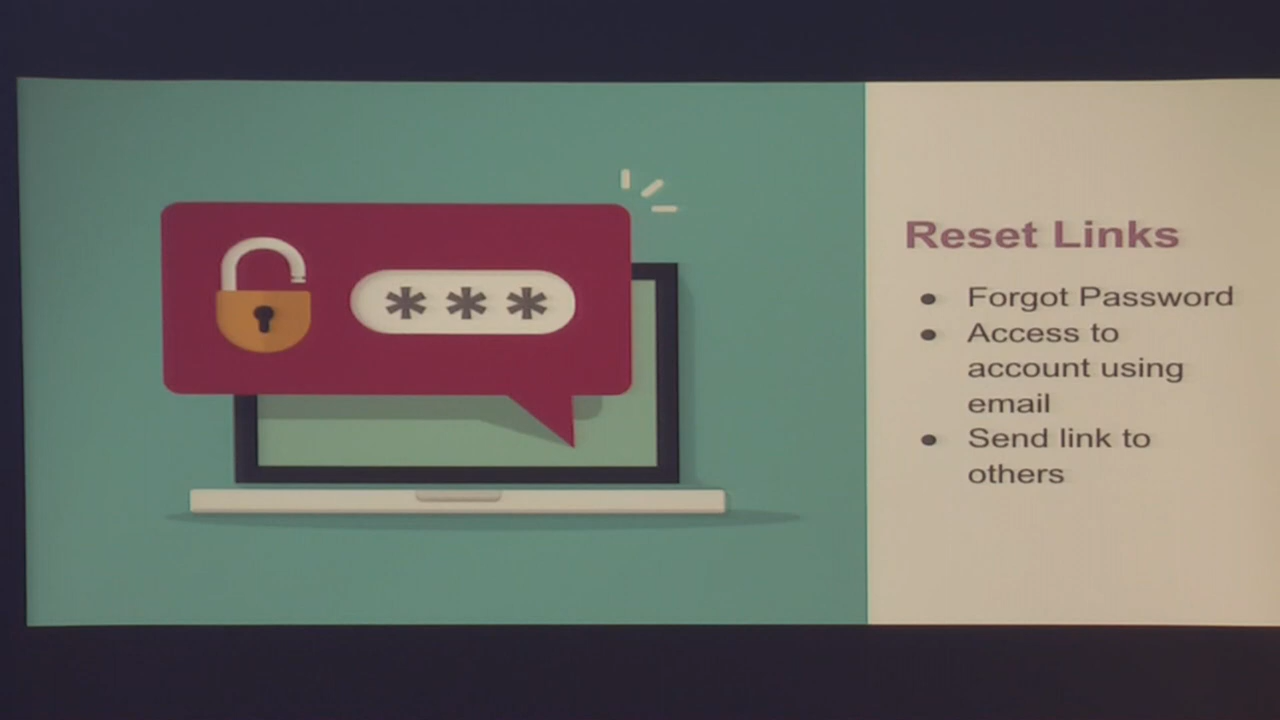 * * *
Reset Links
● Forgot Password
● Access to
account using
email
● Send link to
others